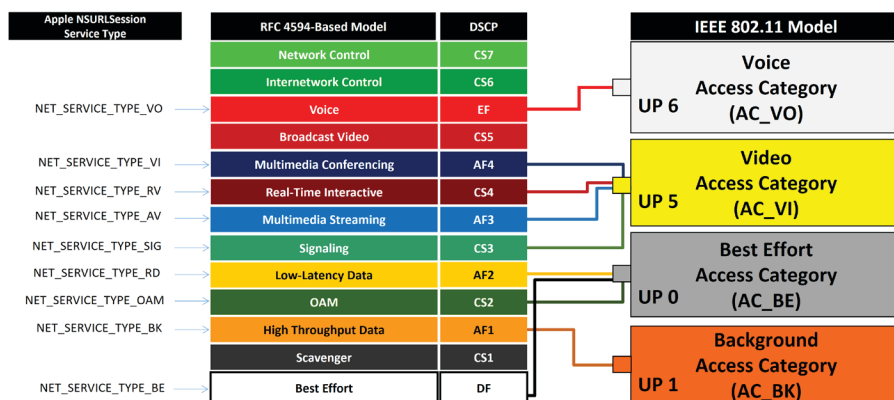 Apple NSURLSession
Service Type
RFC 4594-Based Model
DSCP
IEEE 802.11 Model
Network Control
CS7
Internetwork Control
CS6
NET_SERVICE_TYPE_VO
Voice
EF
Broadcast Video
CS5
NET_SERVICE_TYPE_VI
Multimedia Conferencing
AF4
NET_SERVICE_TYPE_RV
Real-Time Interactive
CS4
NET_SERVICE_TYPE_AV
Multimedia Streaming
AF3
NET_SERVICE_TYPE_SIG
Signaling
CS3
NET_SERVICE_TYPE_RD
Low-Latency Data
AF2
NET_SERVICE_TYPE_OAM
OAM
CS2
NET_SERVICE_TYPE_BK
High Throughput Data
AF1
Scavenger
CS1
NET_SERVICE_TYPE_BE
Best Effort
DF
Voice
Access Category
(AC_VO)
UP 6
Video
Access Category
(AC_VI)
UP 5
Best Effort
Access Category
(AC_BE)
UP 0
Background
Access Category
(AC_BK)
UP 1